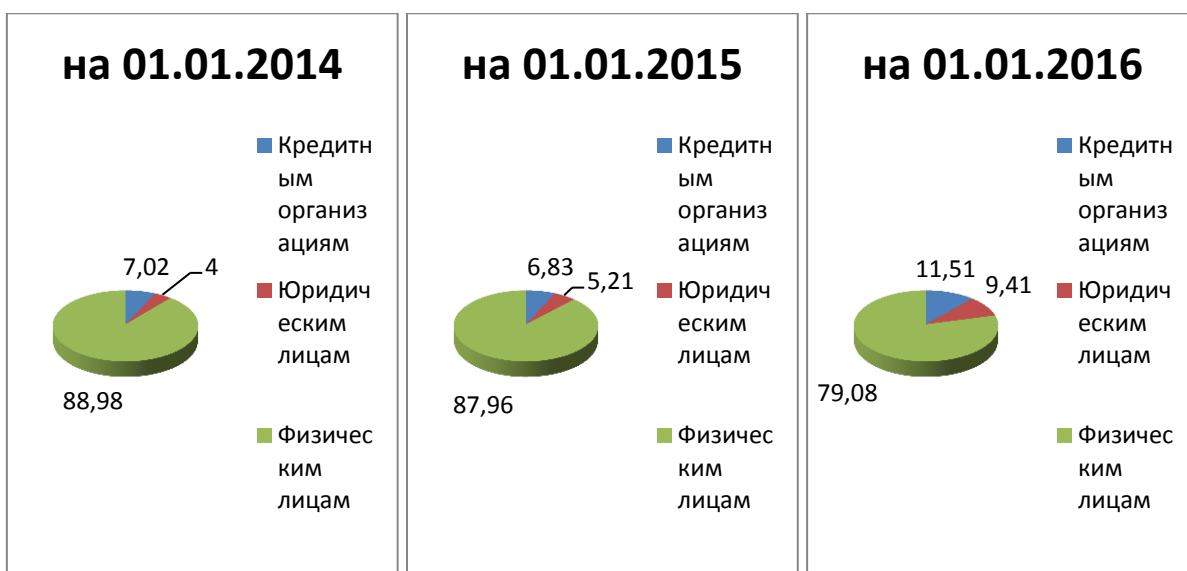 на 01.01.2014
Кредитн
ым
организ
ациям
7,02
4
Юридич
еским
лицам
88,98
Физичес
ким
лицам
на 01.01.2015
Кредитн
ым
организ
ациям
6,83
5,21
Юридич
еским
лицам
87,96
Физичес
ким
лицам
на 01.01.2016
Кредитн
ым
организ
ациям
11,51
9,41
Юридич
еским
лицам
79,08
Физичес
ким
лицам